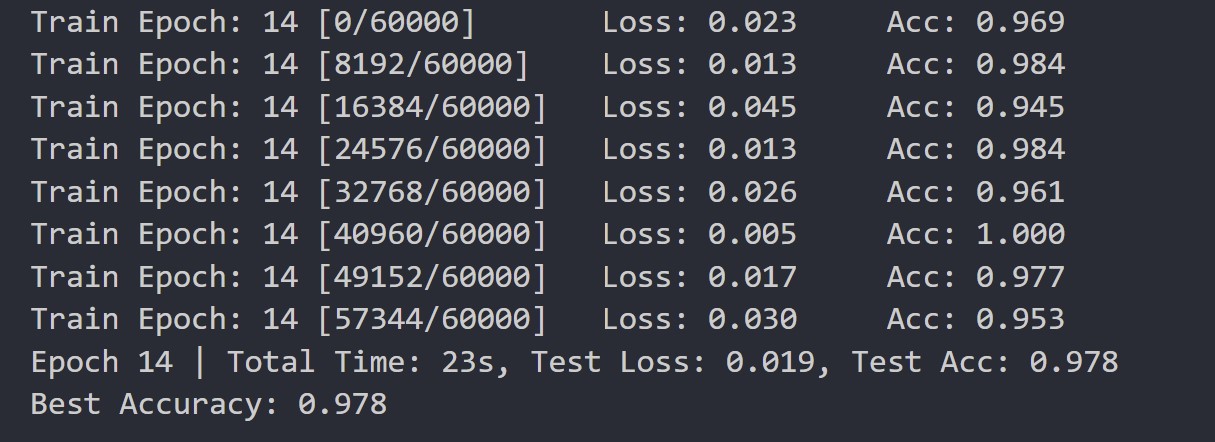 Train Epoch: 14 [0/60000] Loss: 0.023 Acc: 0.969
Train Epoch: 14 [8192/60000] Loss: 0.013 Acc: 0.984
Train Epoch: 14 [16384/60000] Loss: 0.045 Acc: 0.945
Train Epoch: 14 [24576/60000] Loss: 0.013 Acc: 0.984
Train Epoch: 14 [32768/60000] Loss: 0.026 Acc: 0.961
Train Epoch: 14 [40960/60000] Loss: 0.005 Acc: 1.000
Train Epoch: 14 [49152/60000] Loss: 0.017 Acc: 0.977
Train Epoch: 14 [57344/60000] Loss: 0.030 Acc: 0.953
Epoch 14 | Total Time: 23s, Test Loss: 0.019, Test Acc: 0.978
Best Accuracy: 0.978